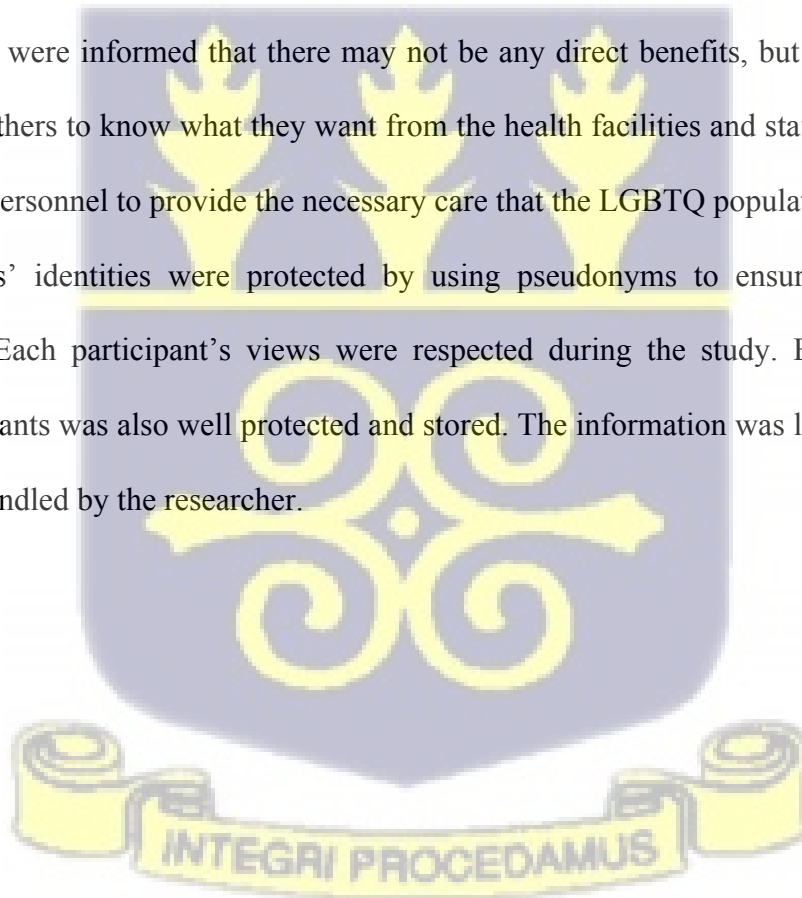 were informed that there may not be any direct benefits, but
thers to know what they want from the health facilities and sta
ersonnel to provide the necessary care that the LGBTQ populat
s’ identities were protected by using pseudonyms to ensur
Each participant’s views were respected during the study. E
ants was also well protected and stored. The information was l
ndled by the researcher.
INTEGRI PROCEDAMUS